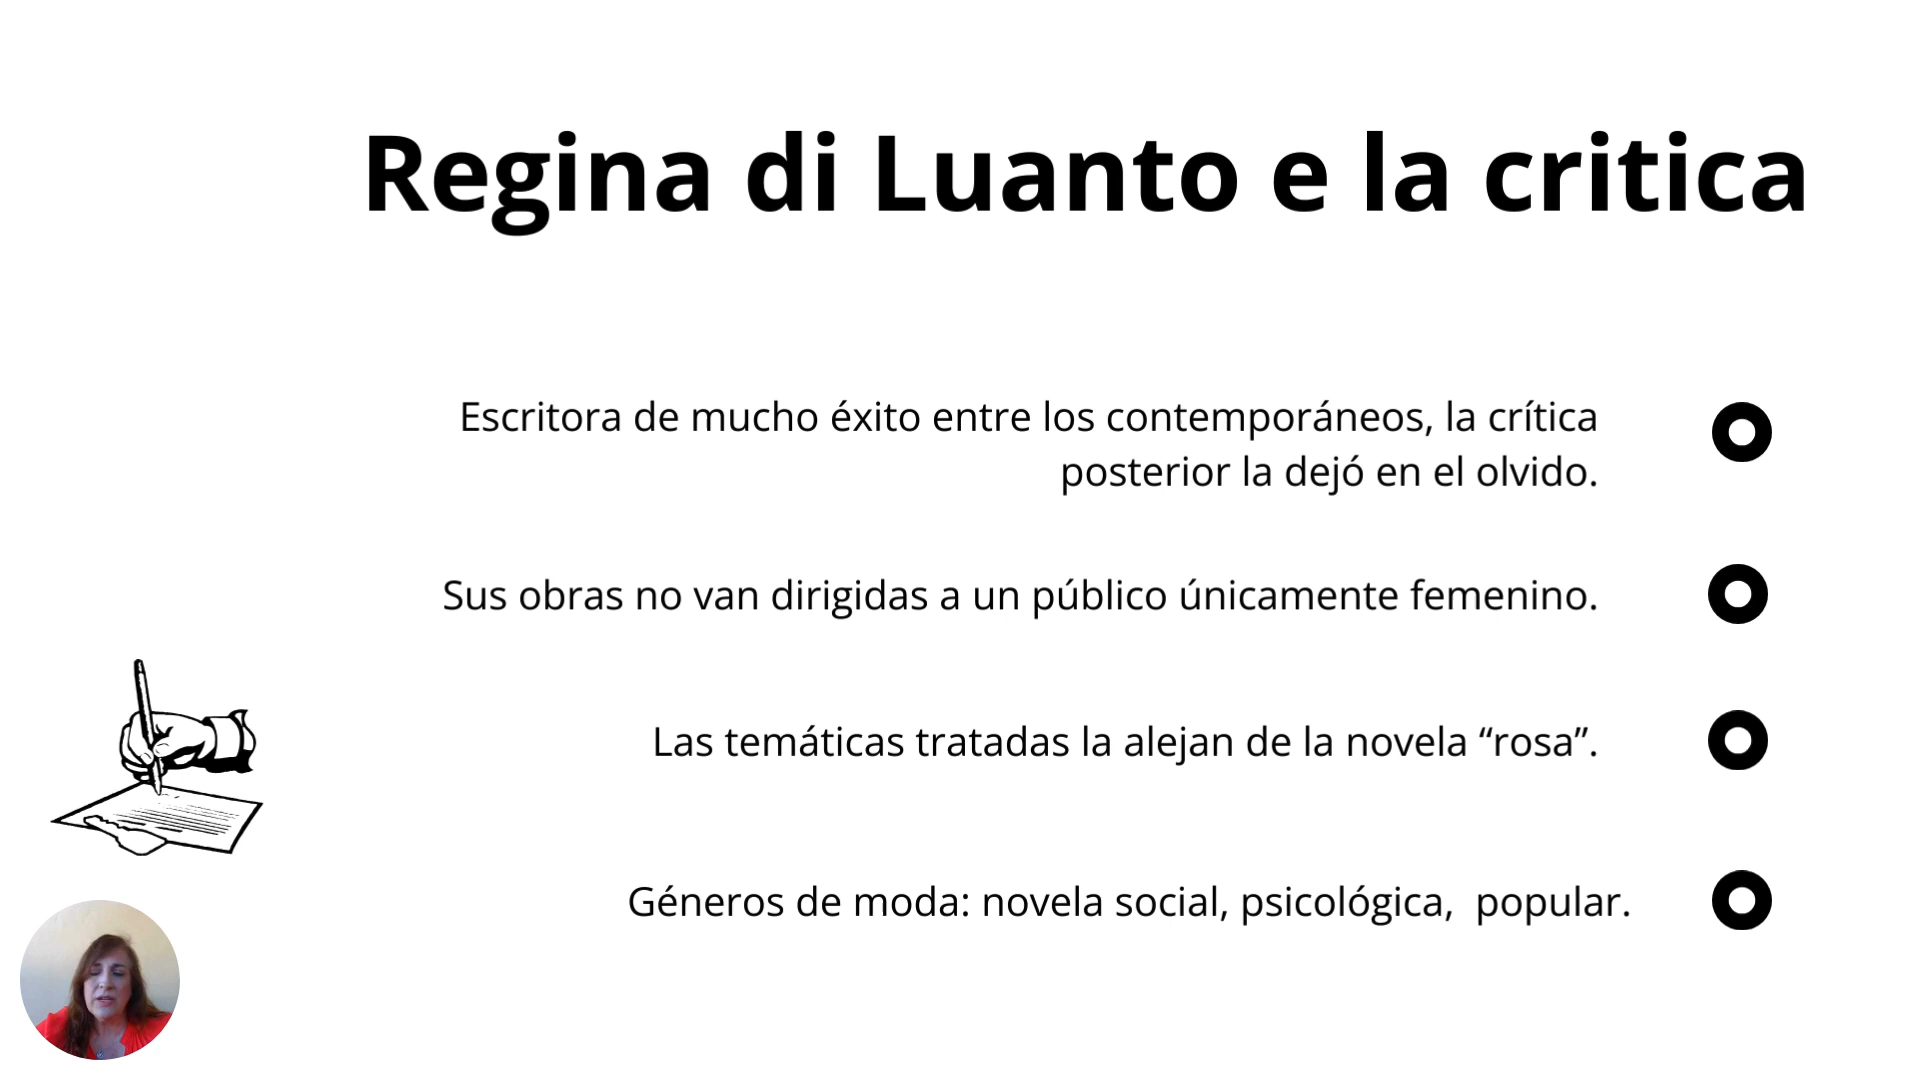 Regina di Luanto e la critica
Escritora de mucho éxito entre los contemporáneos, la crítica
posterior la dejó en el olvido.
Sus obras no van dirigidas a un público únicamente femenino.
Las temáticas tratadas la alejan de la novela “rosa”.
Géneros de moda: novela social, psicológica,  popular.